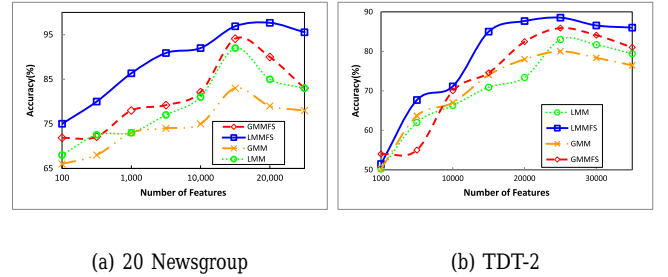 95
85
75
65
Accuracy(%)
100
1,000
10,000
20,000
Number of Features
GMMFS
LMMFS
GMM
LMM
90
80
70
60
50
Accuracy(%)
1000
10000
20000
30000
Number of Features
LMM
LMMFS
GMM
GMMFS
(a) 20 Newsgroup
(b) TDT-2